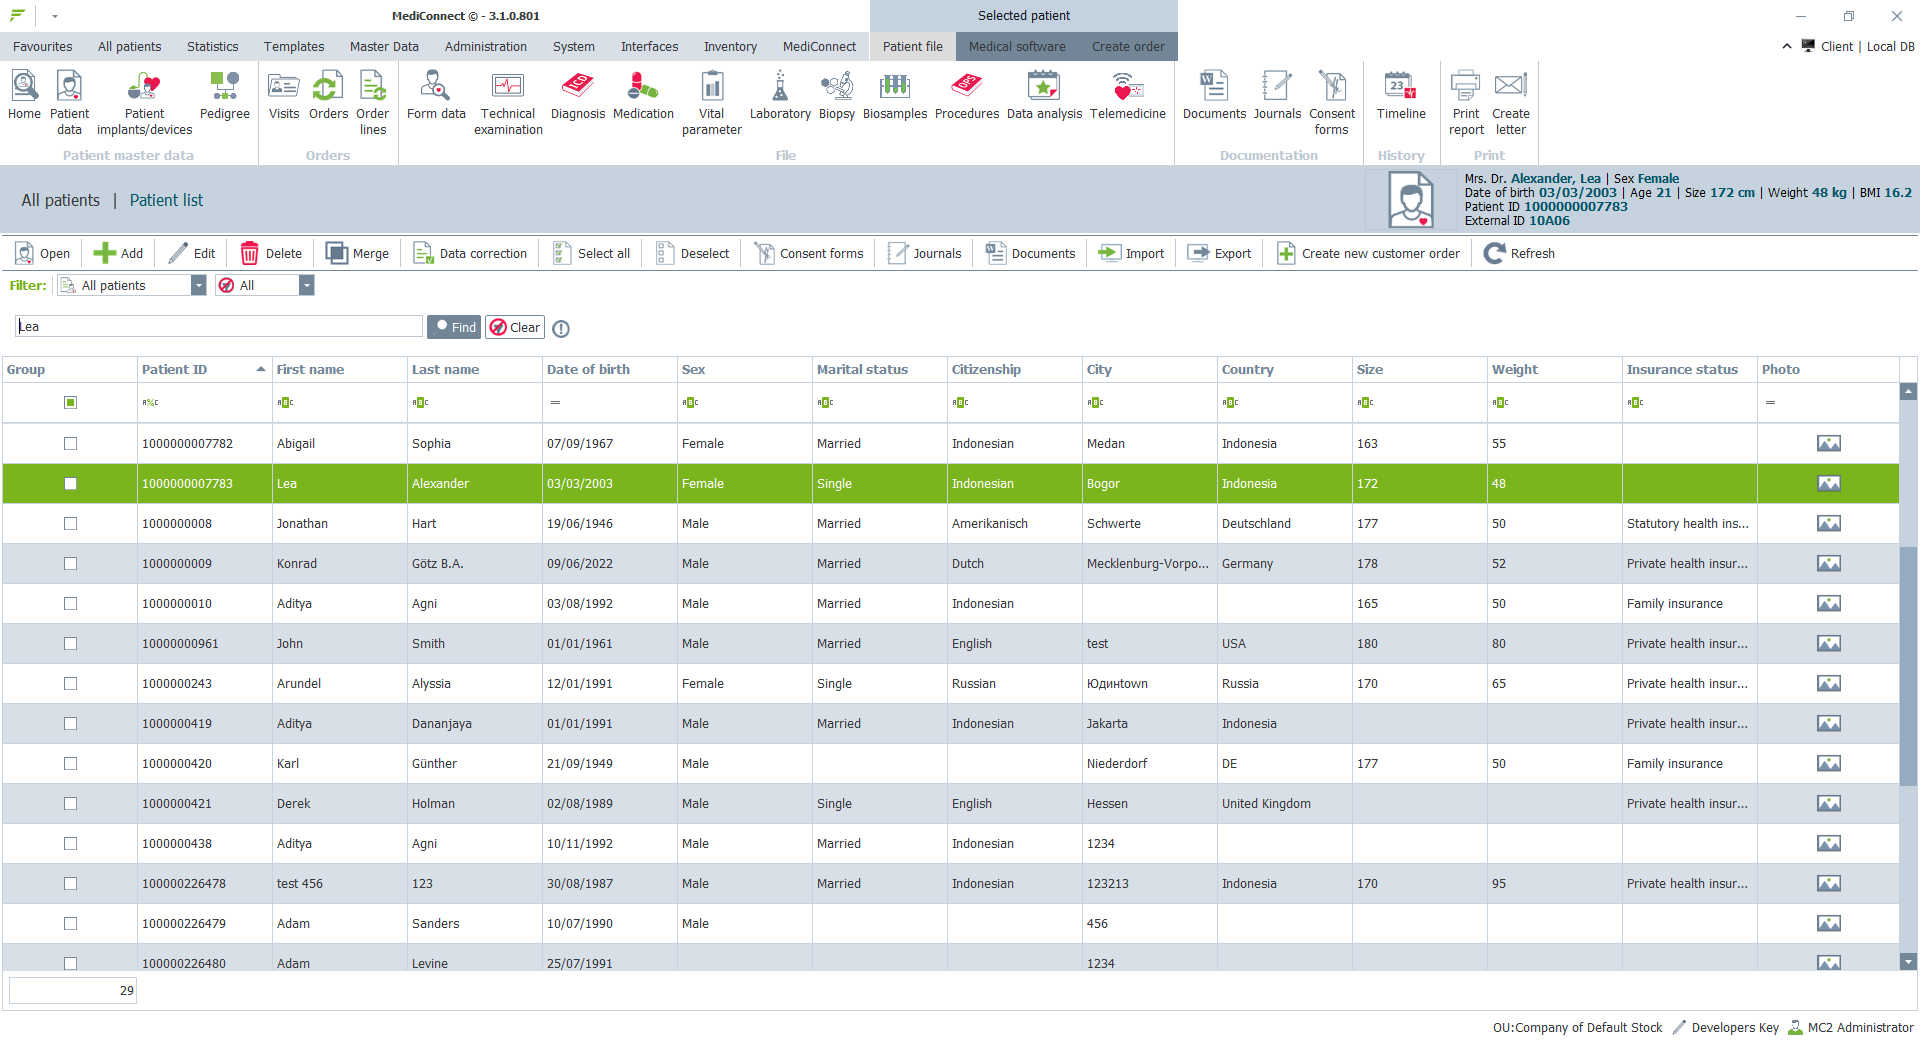 MediConnect © - 3.1.0.801
Selected patient
Favourites All patients Statistics Templates Master Data Administration System Interfaces Inventory MediConnect Patient file Medical software Create order Client | Local DB
Home Patient data Patient implants/devices Pedigree Visits Orders Order lines Form data Technical examination Diagnosis Medication Vital parameter Laboratory Biopsy Biosamples Procedures Data analysis Telemedicine Documents Journals Consent forms Timeline Print report Create letter
Patient master data Orders File Documentation History Print
All patients | Patient list
Mrs. Dr. Alexander, Lea | Sex Female
Date of birth 03/03/2003 | Age 21 | Size 172 cm | Weight 48 kg | BMI 16.2
Patient ID 1000000007783
External ID 10A06
Open Add Edit Delete Merge Data correction Select all Deselect Consent forms Journals Documents Import Export Create new customer order Refresh
Filter: All patients All
Lea Find Clear
Group Patient ID First name Last name Date of birth Sex Marital status Citizenship City Country Size Weight Insurance status Photo
1000000007782 Abigail Sophia 07/09/1967 Female Married Indonesian Medan Indonesia 163 55
1000000007783 Lea Alexander 03/03/2003 Female Single Indonesian Bogor Indonesia 172 48
1000000008 Jonathan Hart 19/06/1946 Male Married Amerikanisch Schwerte Deutschland 177 50 Statutory health ins...
1000000009 Konrad Götz B.A. 09/06/2022 Male Married Dutch Mecklenburg-Vorpo... Germany 178 52 Private health insur...
1000000010 Aditya Agni 03/08/1992 Male Married Indonesian 165 50 Family insurance
10000000961 John Smith 01/01/1961 Male Married English test USA 180 80 Private health insur...
1000000243 Arundel Alyssia 12/01/1991 Female Single Russian Юдинтоwn Russia 170 65 Private health insur...
1000000419 Aditya Dananjaya 01/01/1991 Male Married Indonesian Jakarta Indonesia Private health insur...
1000000420 Karl Günther 21/09/1949 Male Niederdorf DE 177 50 Family insurance
1000000421 Derek Holman 02/08/1989 Male Single English Hessen United Kingdom Private health insur...
1000000438 Aditya Agni 10/11/1992 Male Married Indonesian 1234
100000226478 test 456 123 30/08/1987 Male Married Indonesian 123213 Indonesia 170 95 Private health insur...
100000226479 Adam Sanders 10/07/1990 Male 456
100000226480 Adam Levine 25/07/1991 1234
29
OU:Company of Default Stock Developers Key MC2 Administrator